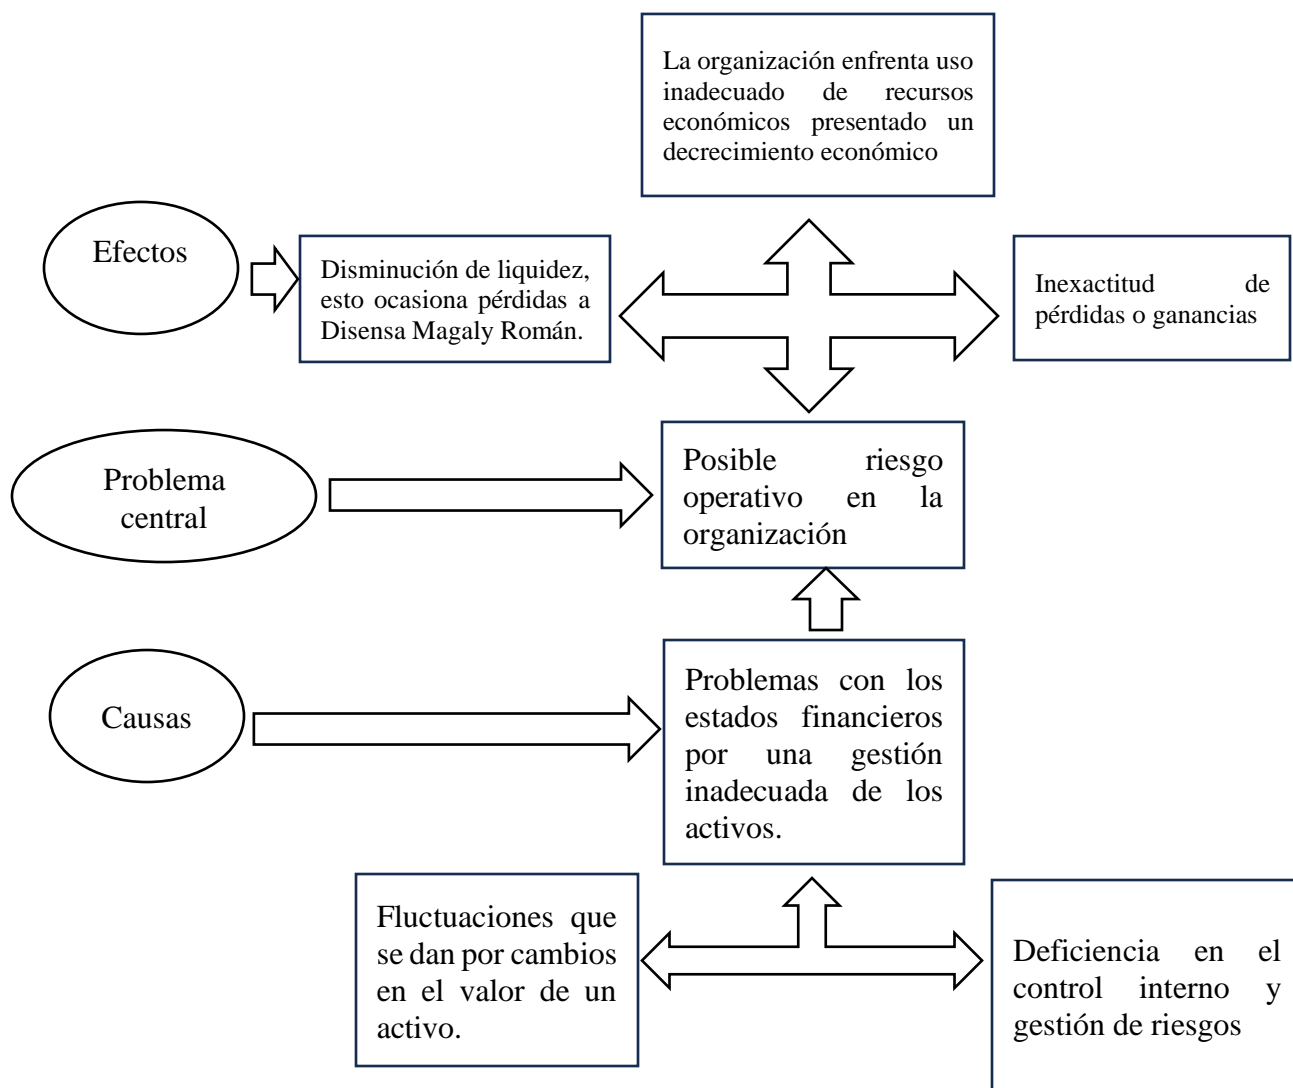 La organización enfrenta uso
inadecuado de recursos
económicos presentado un
decrecimiento económico
Efectos
Disminución de liquidez,
esto ocasiona pérdidas a
Disensa Magaly Román.
Inexactitud de
pérdidas o ganancias
Problema
central
Posible riesgo
operativo en la
organización
Causas
Problemas con los
estados financieros
por una gestión
inadecuada de los
activos.
Fluctuaciones que
se dan por cambios
en el valor de un
activo.
Deficiencia en el
control interno y
gestión de riesgos